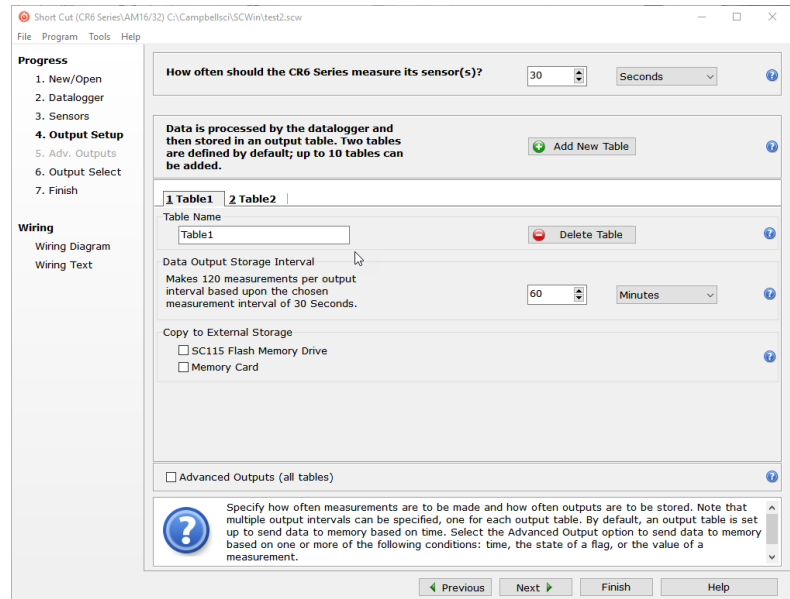 Short Cut (CR6 Series\AM16/32) C:\Campbellsci\SCWin\test2.scw
File Program Tools Help
Progress
1. New/Open
2. Datalogger
3. Sensors
4. Output Setup
5. Adv. Outputs
6. Output Select
7. Finish
Wiring
Wiring Diagram
Wiring Text
How often should the CR6 Series measure its sensor(s)? 30 Seconds
Data is processed by the datalogger and
then stored in an output table. Two tables
are defined by default; up to 10 tables can
be added.
Add New Table
1 Table1 2 Table2
Table Name
Table1
Delete Table
Data Output Storage Interval
Makes 120 measurements per output
interval based upon the chosen
measurement interval of 30 Seconds.
60 Minutes
Copy to External Storage
SC115 Flash Memory Drive
Memory Card
Advanced Outputs (all tables)
Specify how often measurements are to be made and how often outputs are to be stored. Note that
multiple output intervals can be specified, one for each output table. By default, an output table is set
up to send data to memory based on time. Select the Advanced Output option to send data to memory
based on one or more of the following conditions: time, the state of a flag, or the value of a
measurement.
Previous Next Finish Help